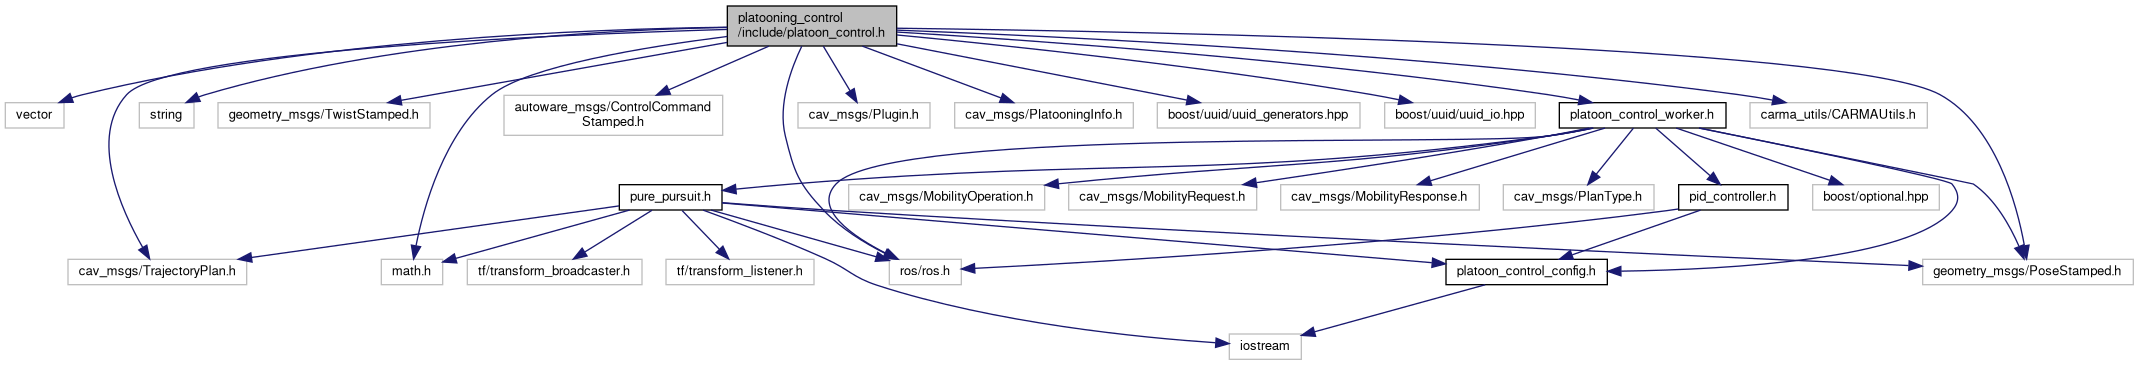 platooning_control
/include/platoon_control.h
vector
string
geometry_msgs/TwistStamped.h
autoware_msgs/ControlCommand
Stamped.h
cav_msgs/Plugin.h
cav_msgs/PlatooningInfo.h
boost/uuid/uuid_generators.hpp
boost/uuid/uuid_io.hpp
platoon_control_worker.h
carma_utils/CARMAUtils.h
pure_pursuit.h
cav_msgs/MobilityOperation.h
cav_msgs/MobilityRequest.h
cav_msgs/MobilityResponse.h
cav_msgs/PlanType.h
pid_controller.h
boost/optional.hpp
cav_msgs/TrajectoryPlan.h
math.h
tf/transform_broadcaster.h
tf/transform_listener.h
ros/ros.h
platoon_control_config.h
geometry_msgs/PoseStamped.h
iostream